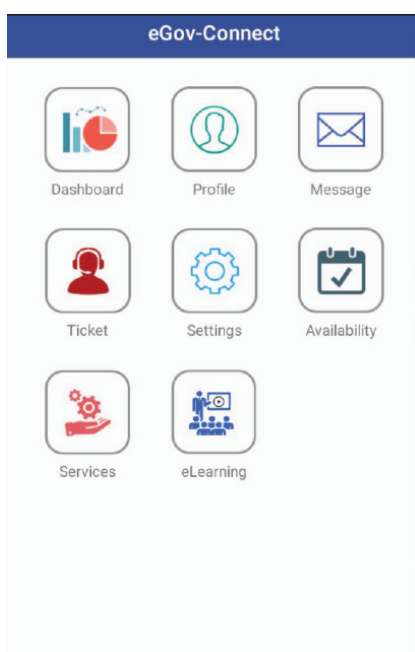 eGov-Connect
Dashboard Profile Message
Ticket Settings Availability
Services eLearning